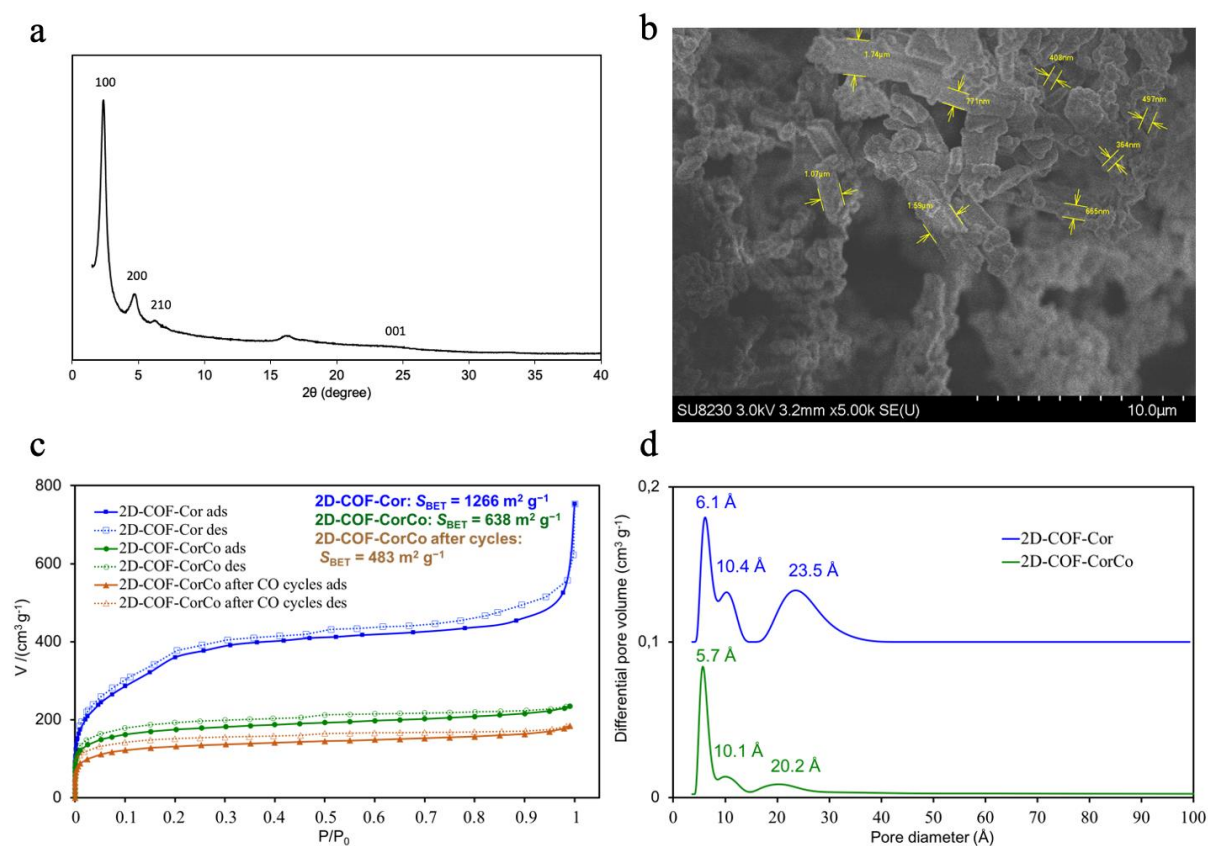 a
100
200
210
001
0
5
10
15
20
25
30
35
40
2θ (degree)
b
1.74μm
408nm
771nm
497nm
364nm
1.07μm
1.59μm
SU8230 3.0kV 3.2mm x5.00k SE(U)
10.0μm
c
800
600
400
200
0
V /(cm³ g⁻¹)
2D-COF-Cor ads
2D-COF-Cor des
2D-COF-CorCo ads
2D-COF-CorCo des
2D-COF-CorCo after CO cycles ads
2D-COF-CorCo after CO cycles des
2D-COF-Cor: S_BET = 1266 m² g⁻¹
2D-COF-CorCo: S_BET = 638 m² g⁻¹
2D-COF-CorCo after cycles:
S_BET = 483 m² g⁻¹
0
0.1
0.2
0.3
0.4
0.5
0.6
0.7
0.8
0.9
1
P/P₀
d
0,2
0,1
0
Differential pore volume (cm³ g⁻¹)
6.1 Å
10.4 Å
23.5 Å
5.7 Å
10.1 Å
20.2 Å
2D-COF-Cor
2D-COF-CorCo
0
10
20
30
40
50
60
70
80
90
100
Pore diameter (Å)